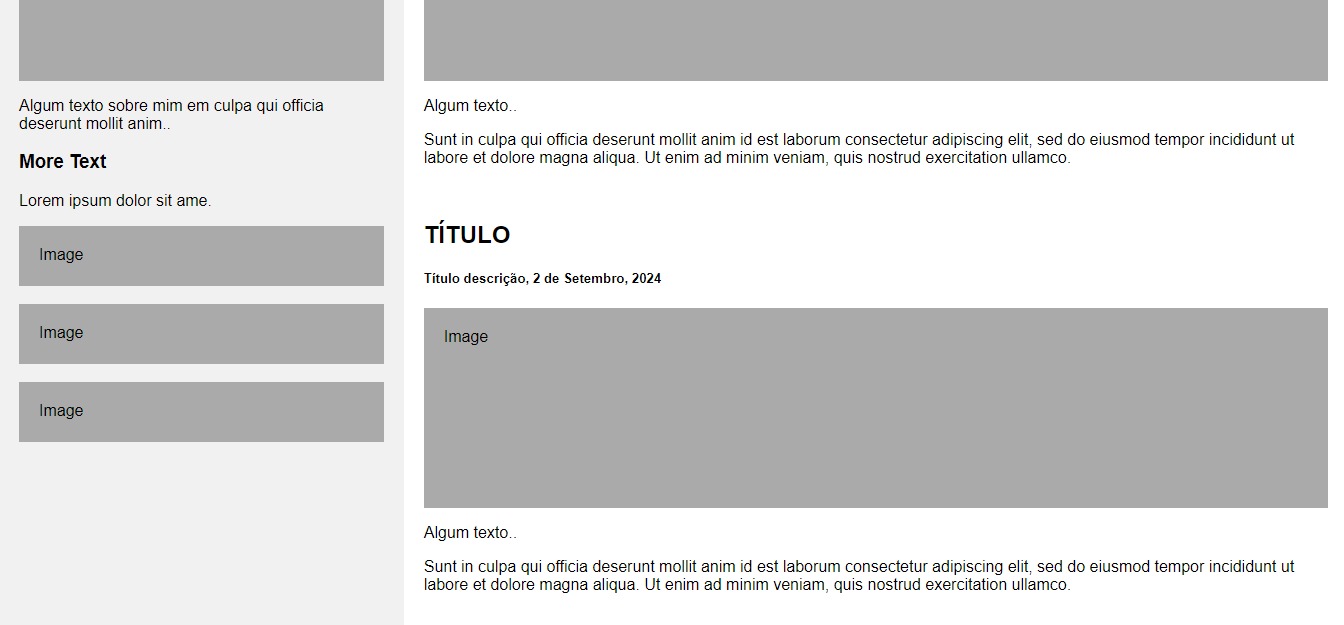 Algum texto sobre mim em culpa qui officia
deserunt mollit anim..
More Text
Lorem ipsum dolor sit ame.
Image
Image
Image
Algum texto..
Sunt in culpa qui officia deserunt mollit anim id est laborum consectetur adipiscing elit, sed do eiusmod tempor incididunt ut
labore et dolore magna aliqua. Ut enim ad minim veniam, quis nostrud exercitation ullamco.
TÍTULO
Título descrição, 2 de Setembro, 2024
Image
Algum texto..
Sunt in culpa qui officia deserunt mollit anim id est laborum consectetur adipiscing elit, sed do eiusmod tempor incididunt ut
labore et dolore magna aliqua. Ut enim ad minim veniam, quis nostrud exercitation ullamco.